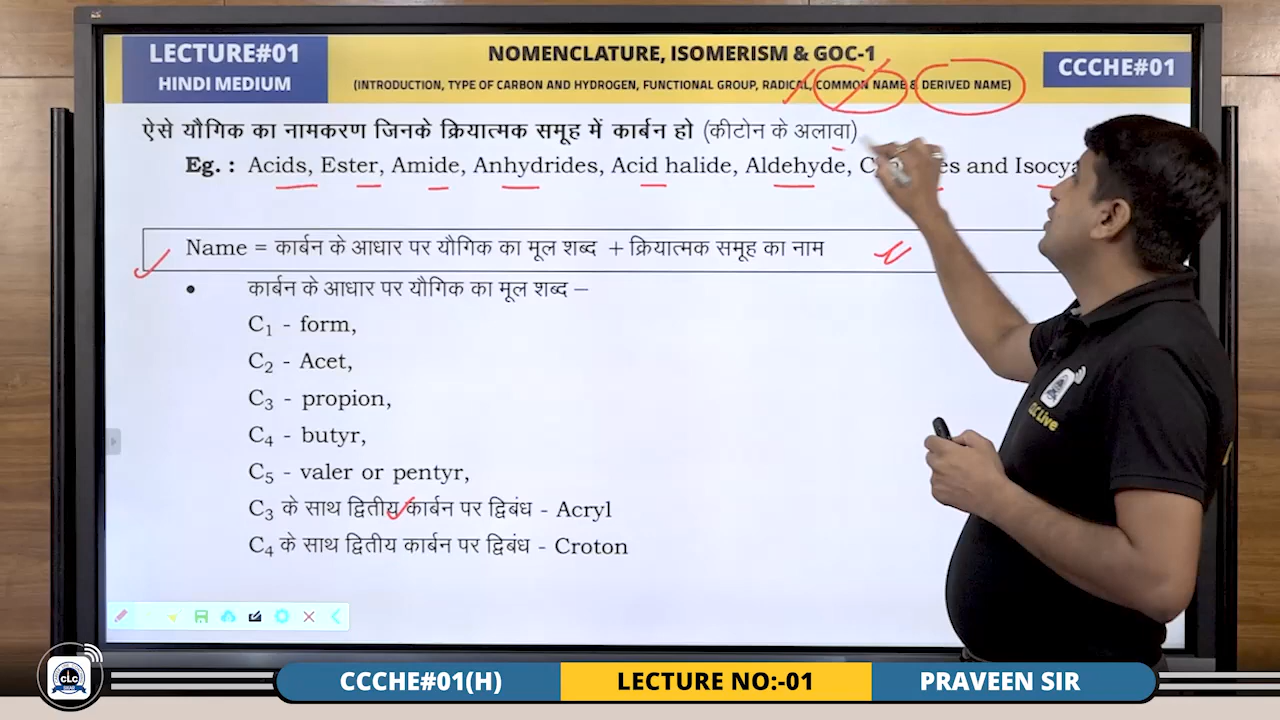 LECTURE#01
HINDI MEDIUM
NOMENCLATURE, ISOMERISM & GOC-1
(INTRODUCTION, TYPE OF CARBON AND HYDROGEN, FUNCTIONAL GROUP, RADICAL, COMMON NAME & DERIVED NAME)
CCCHE#01
ऐसे यौगिक का नामकरण जिनके क्रियात्मक समूह में कार्बन हो (कीटोन के अलावा)
Eg. : Acids, Ester, Amide, Anhydrides, Acid halide, Aldehyde, and
Name = कार्बन के आधार पर यौगिक का मूल शब्द + क्रियात्मक समूह का नाम
• कार्बन के आधार पर यौगिक का मूल शब्द –
C₁ - form,
C₂ - Acet,
C₃ - propion,
C₄ - butyr,
C₅ - valer or pentyr,
C₃ के साथ द्वितीय कार्बन पर द्विबंध - Acryl
C₄ के साथ द्वितीय कार्बन पर द्विबंध - Croton
CLC Live
CLC
SIKAR
CCCHE#01(H)
LECTURE NO:-01
PRAVEEN SIR